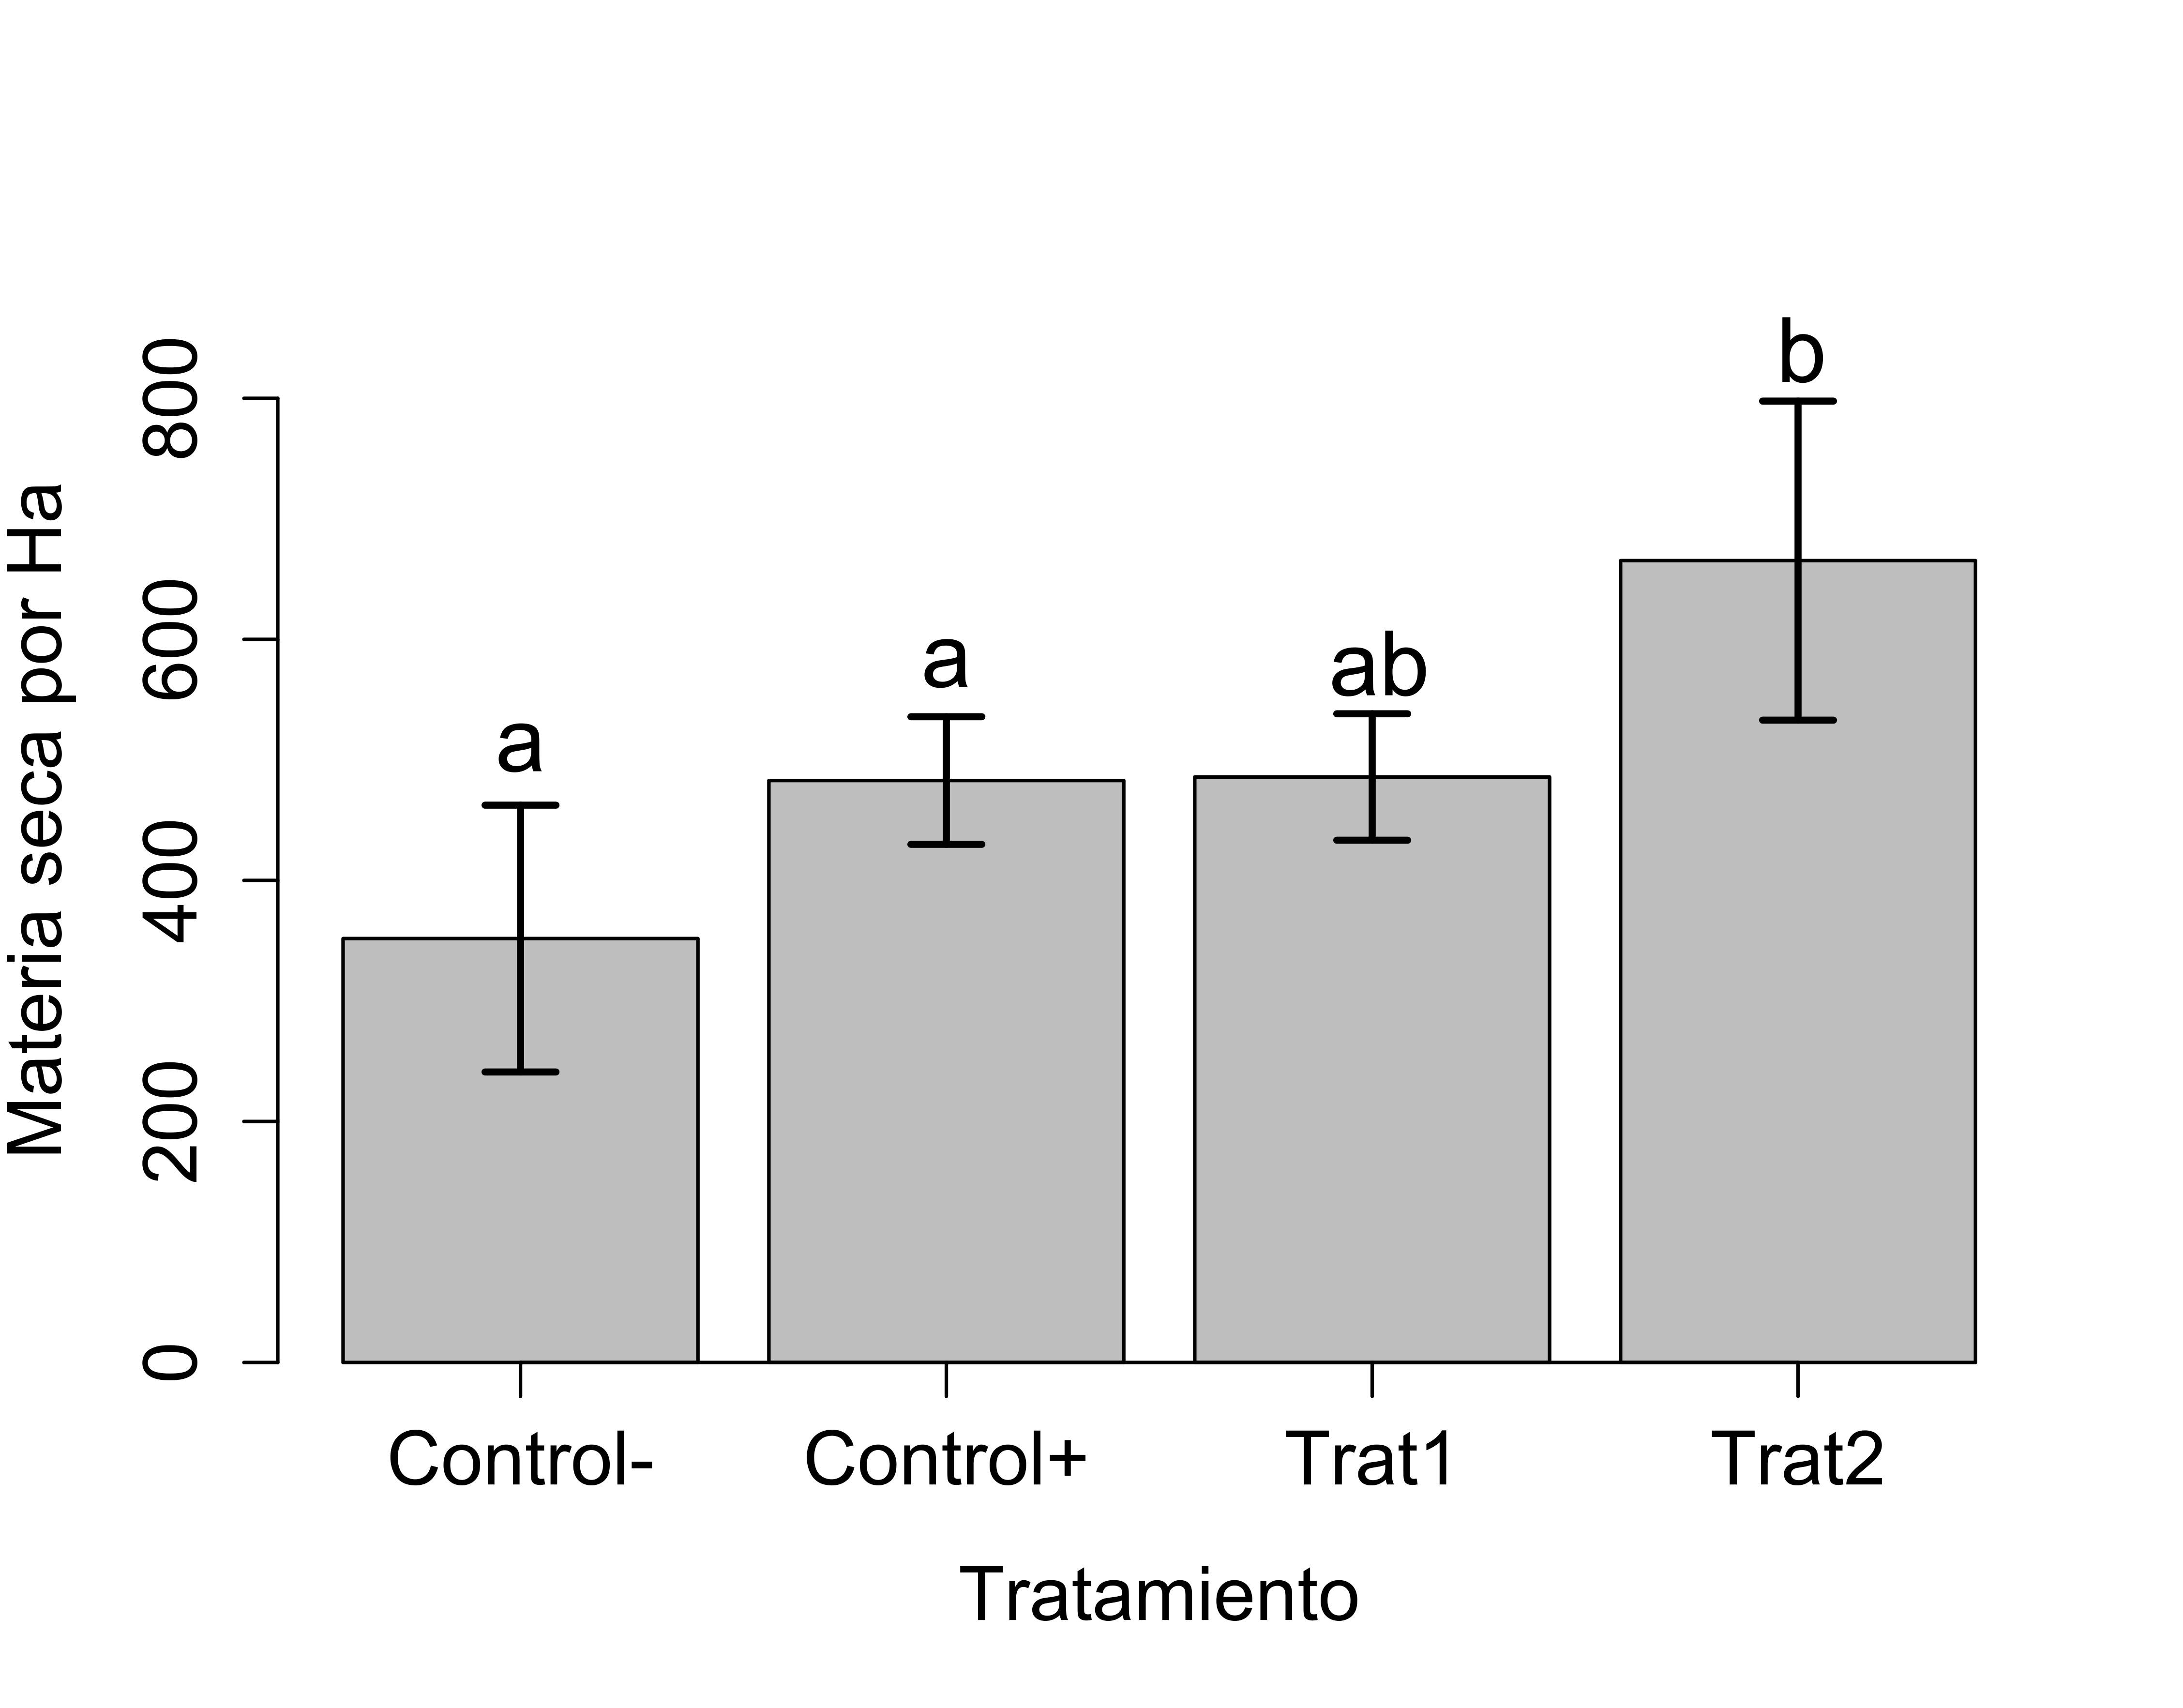 Materia seca por Ha
800
600
400
200
0
a
a
ab
b
Control-
Control+
Trat1
Trat2
Tratamiento